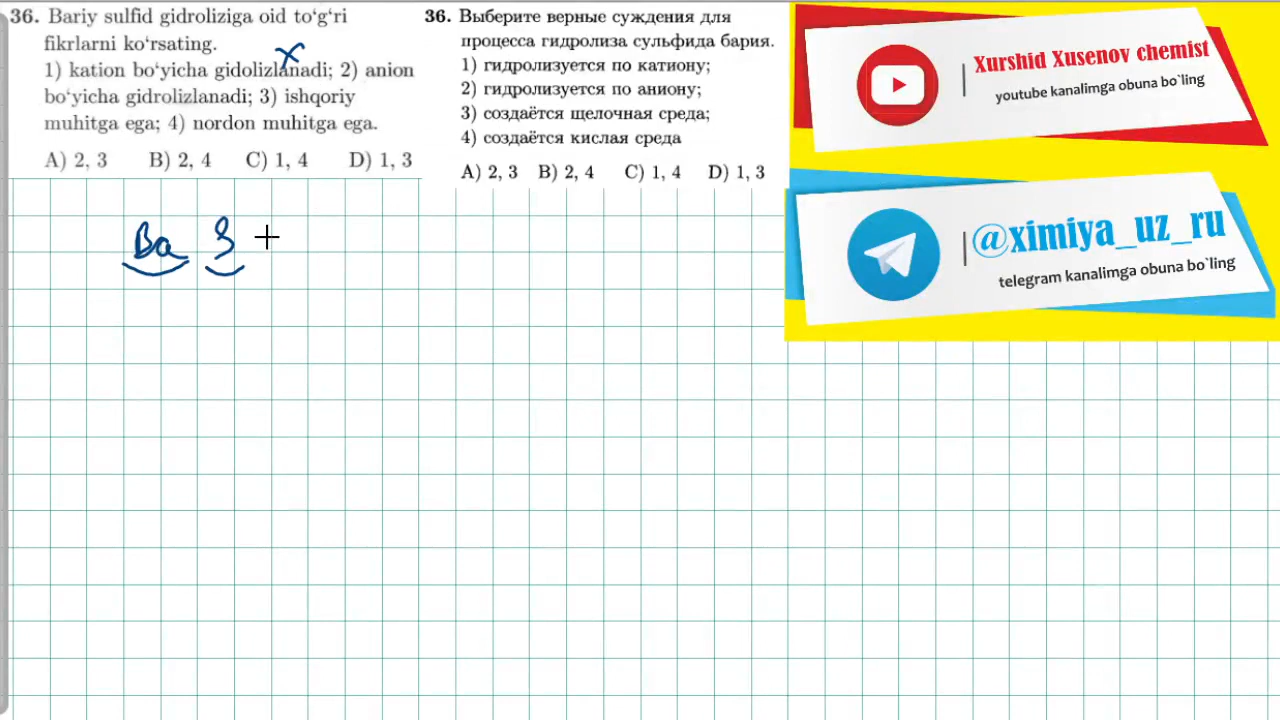 36. Bariy sulfid gidroliziga oid to‘g‘ri
fikrlarni ko‘rsating.
1) kation bo‘yicha gidolizlanadi; 2) anion
bo‘yicha gidrolizlanadi; 3) ishqoriy
muhitga ega; 4) nordon muhitga ega.
A) 2, 3 B) 2, 4 C) 1, 4 D) 1, 3
36. Выберите верные суждения для
процесса гидролиза сульфида бария.
1) гидролизуется по катиону;
2) гидролизуется по аниону;
3) создаётся щелочная среда;
4) создаётся кислая среда
A) 2, 3 B) 2, 4 C) 1, 4 D) 1, 3
Xurshid Xusenov chemist
youtube kanalimga obuna bo`ling
@ximiya_uz_ru
telegram kanalimga obuna bo`ling
Ba S